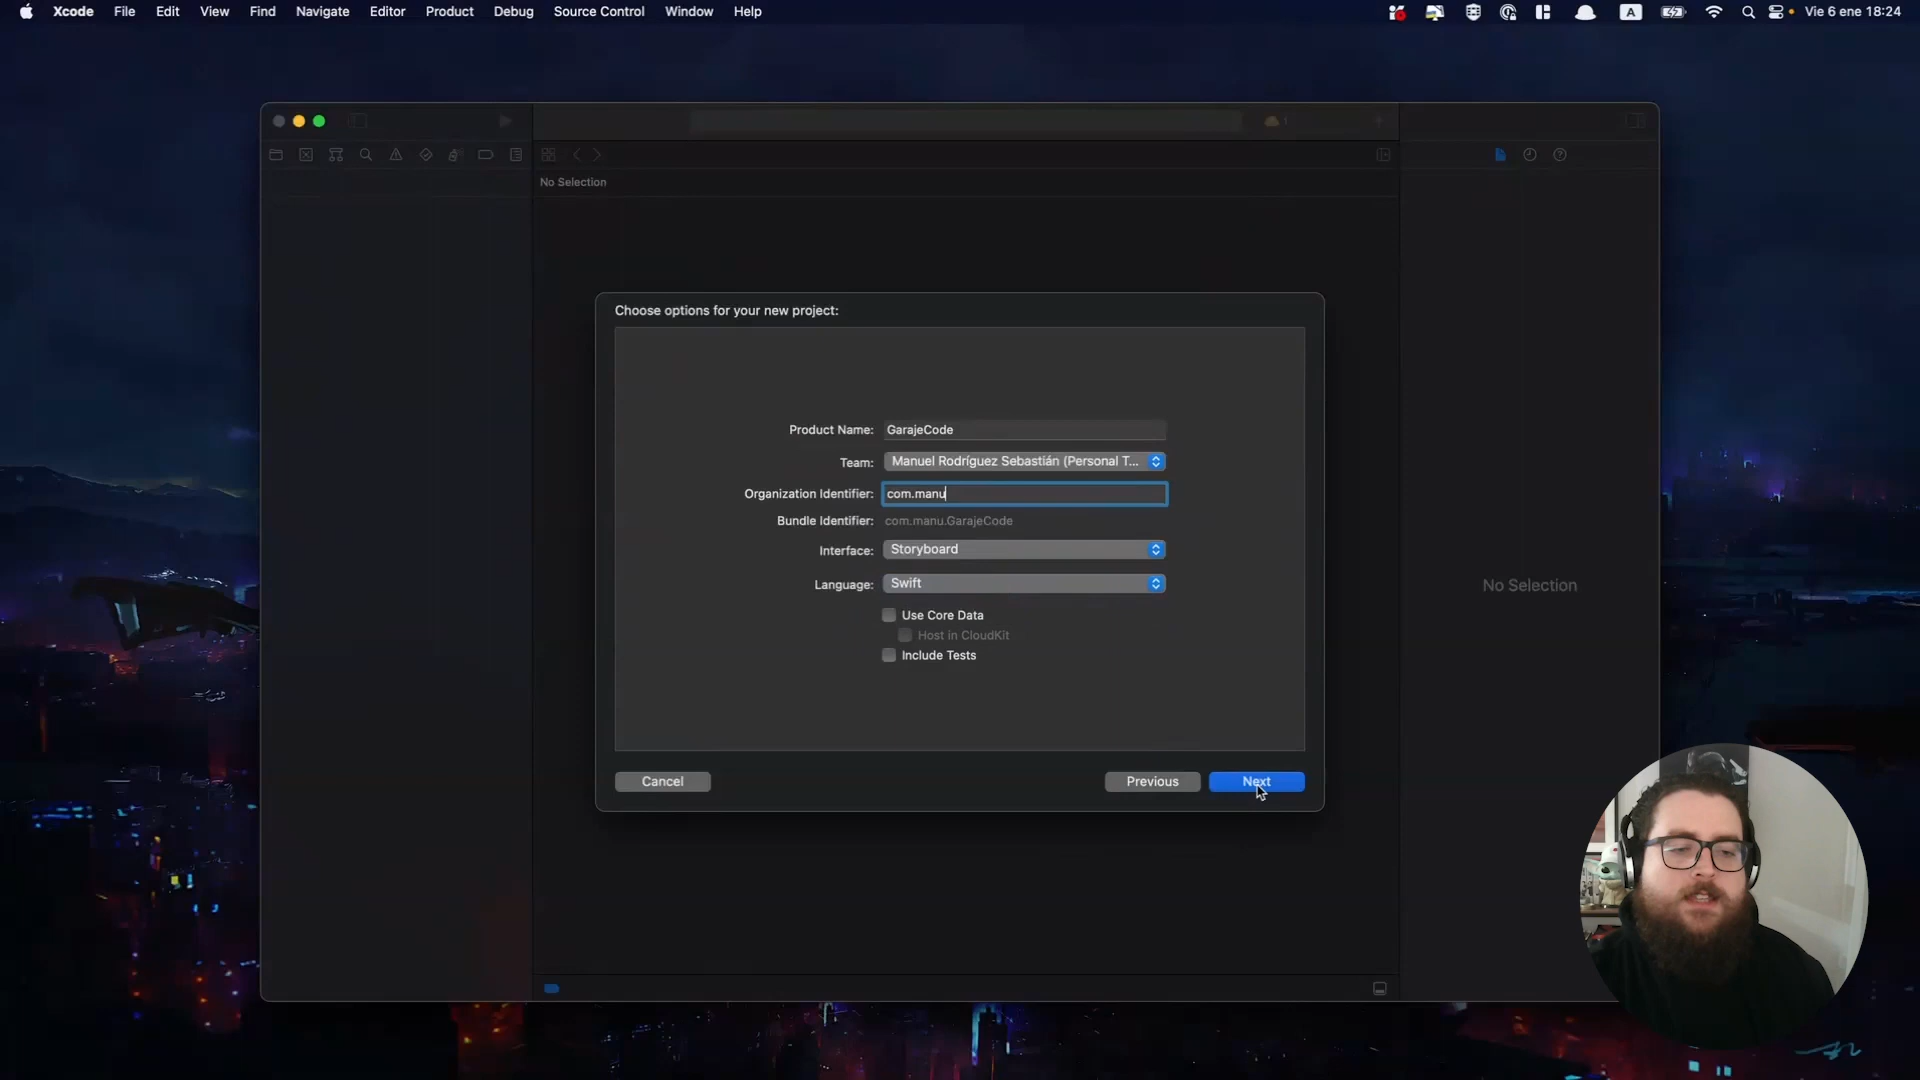 Xcode File Edit View Find Navigate Editor Product Debug Source Control Window Help
A
Vie 6 ene 18:24
No Selection
Choose options for your new project:
Product Name: GarajeCode
Team: Manuel Rodríguez Sebastián (Personal T...
Organization Identifier: com.manu
Bundle Identifier: com.manu.GarajeCode
Interface: Storyboard
Language: Swift
Use Core Data
Host in CloudKit
Include Tests
No Selection
Cancel
Previous
Next